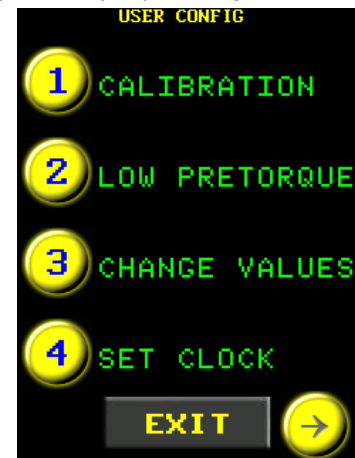 USER CONFIG
1 CALIBRATION
2 LOW PRETORQUE
3 CHANGE VALUES
4 SET CLOCK
EXIT →